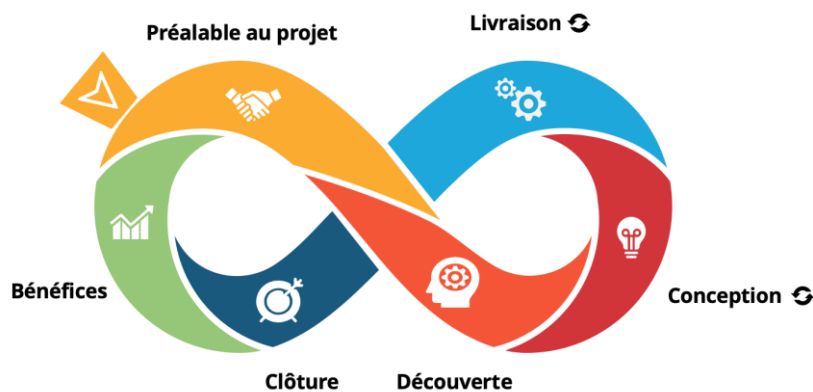 Préalable au projet
Livraison
Bénéfices
Conception
Clôture
Découverte